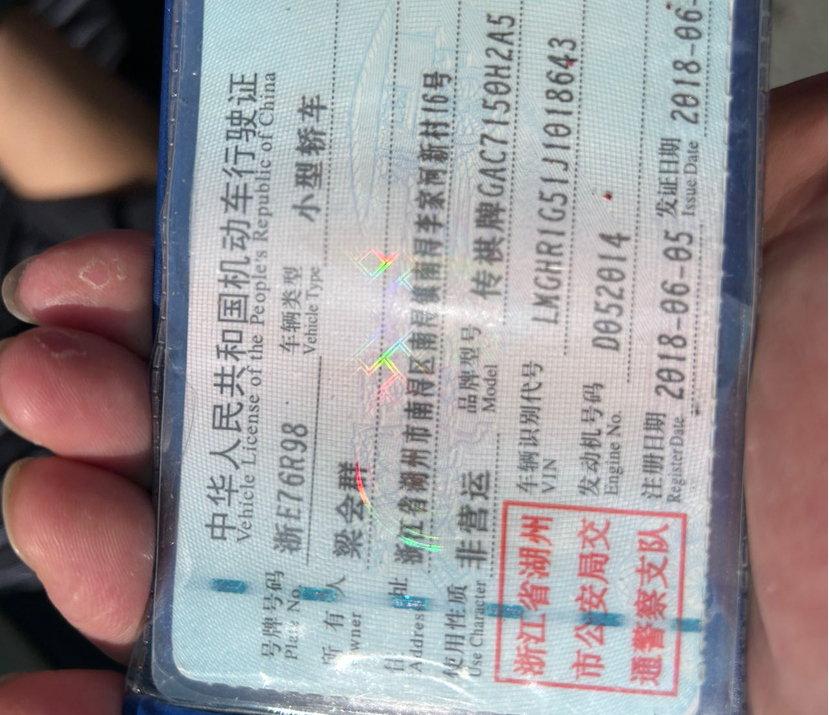 中华人民共和国机动车行驶证
Vehicle License of the People's Republic of China
号牌号码 浙E76R98 车辆类型 小型轿车
Plate No. Vehicle Type
所有人 梁会群
Owner
住址 浙江省湖州市南浔区南浔镇南浔李家河新村16号
Address
使用性质 非营运 品牌型号 传祺牌GAC7150H2A5
Use Character Model
浙江省湖州
市公安局交
通警察支队
车辆识别代号 LMGHR1G51J1018643
VIN
发动机号码 D052014
Engine No.
注册日期 2018-06-05 发证日期 2018-06-
Register Date Issue Date